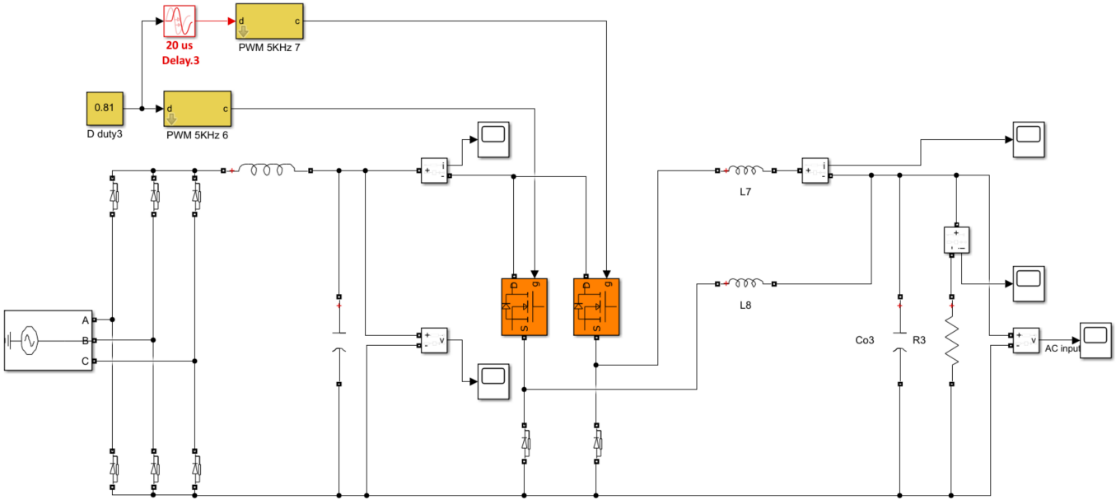 d
c
PWM 5KHz 7
20 us
Delay.3
0.81
D duty3
d
c
PWM 5KHz 6
+
i
-
L7
+
i
-
D
g
S
D
g
S
L8
+
i
-
A
B
C
+
v
-
Co3
R3
+
v
-
AC input